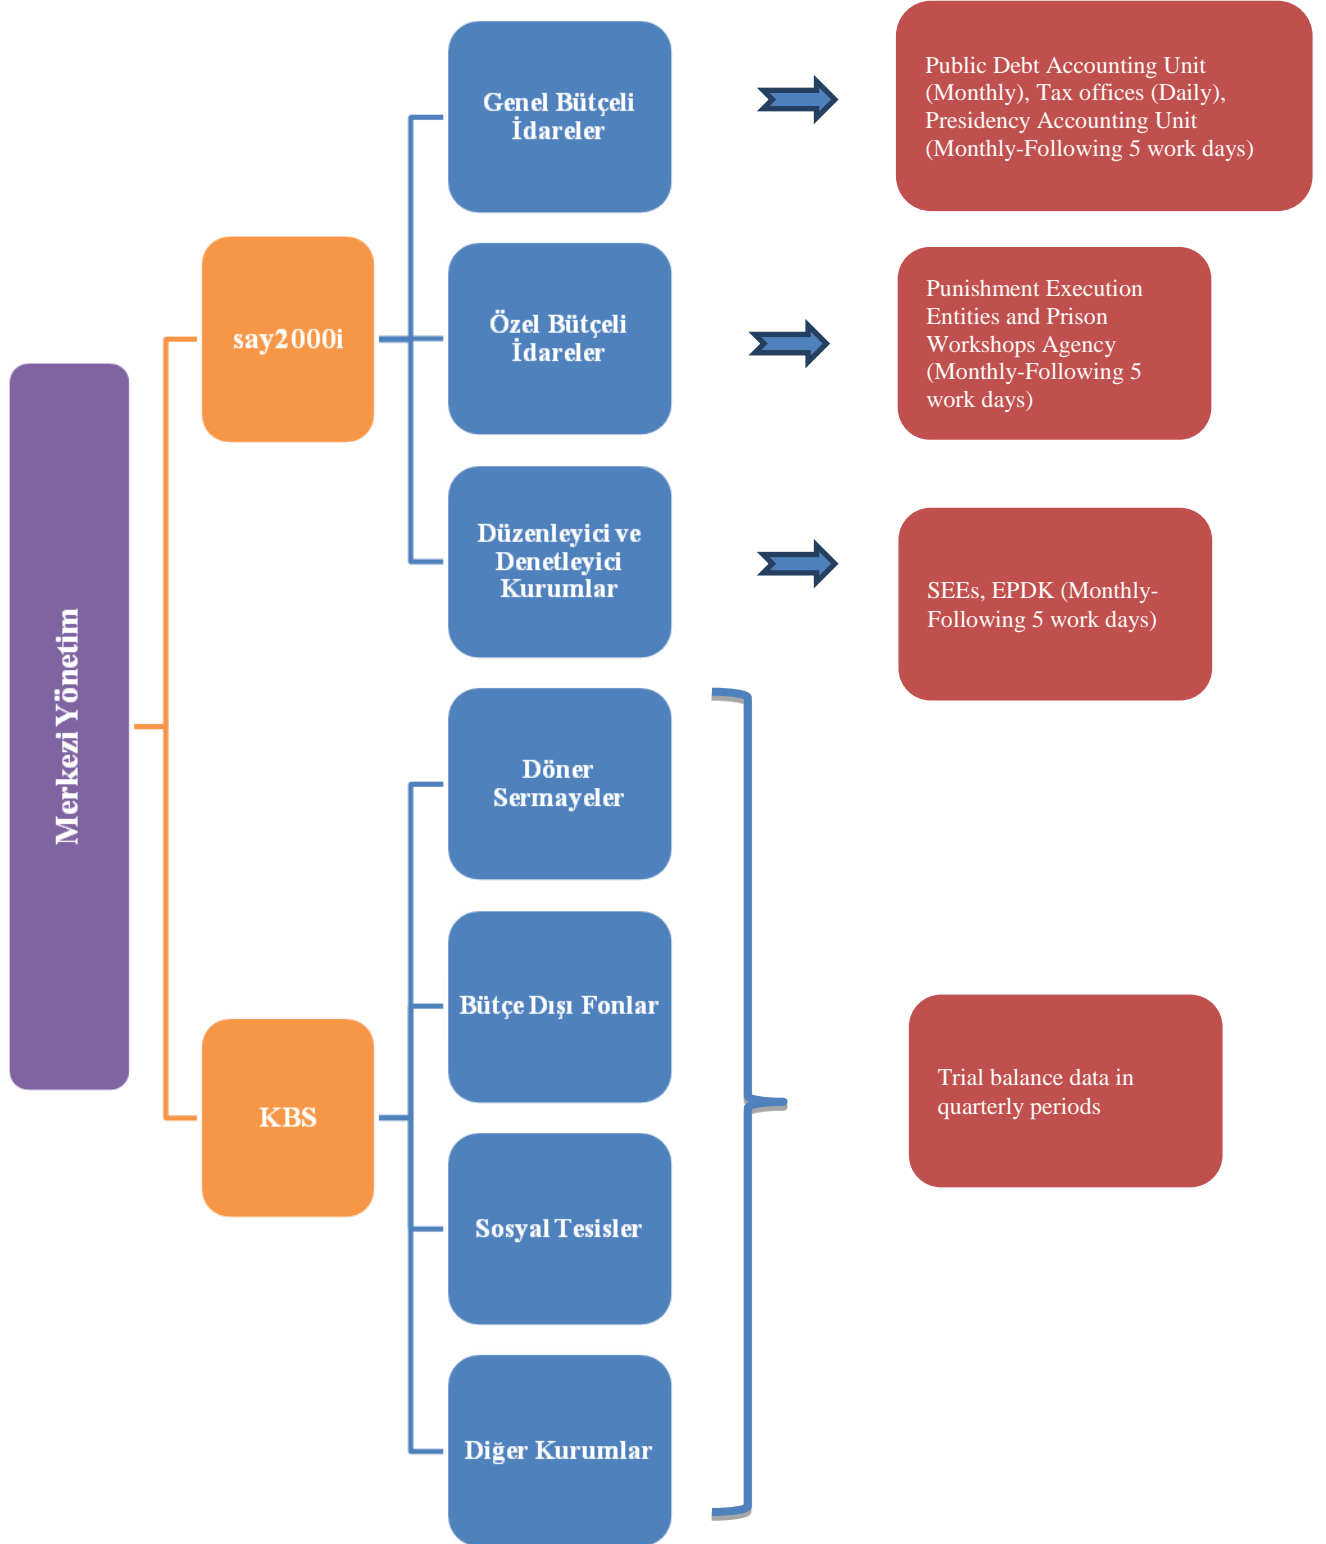 Merkezi Yönetim
say2000i
Genel Bütçeli
İdareler
Public Debt Accounting Unit
(Monthly), Tax offices (Daily),
Presidency Accounting Unit
(Monthly-Following 5 work days)
Özel Bütçeli
İdareler
Punishment Execution
Entities and Prison
Workshops Agency
(Monthly-Following 5
work days)
Düzenleyici ve
Denetleyici
Kurumlar
SEEs, EPDK (Monthly-
Following 5 work days)
KBS
Döner
Sermayeler
Bütçe Dışı Fonlar
Sosyal Tesisler
Diğer Kurumlar
Trial balance data in
quarterly periods